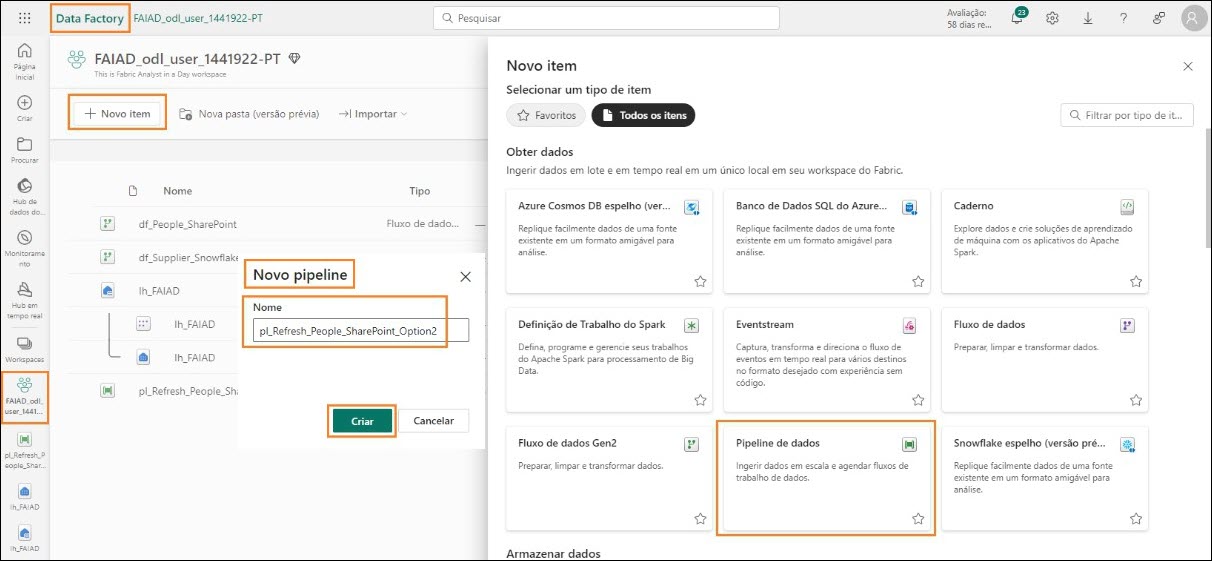 Data Factory
FAIAD_odl_user_1441922-PT
Pesquisar
Avaliação:
58 dias re...
23
Página
Inicial
Criar
Procurar
Hub de
dados do...
Monitorame
nto
Hub em
tempo real
Workspaces
FAIAD_odl_
user_1441...
pl_Refresh_P
eople_Shar...
lh_FAIAD
lh_FAIAD
FAIAD_odl_user_1441922-PT
This is Fabric Analyst in a Day workspace
Novo item
Nova pasta (versão prévia)
Importar
Nome
Tipo
df_People_SharePoint
Fluxo de dado...
—
df_Supplier_Snowflake
lh_FAIAD
lh_FAIAD
lh_FAIAD
pl_Refresh_People_Sha
Novo pipeline
Nome
pl_Refresh_People_SharePoint_Option2
Criar
Cancelar
Novo item
Selecionar um tipo de item
Favoritos
Todos os itens
Filtrar por tipo de it...
Obter dados
Ingerir dados em lote e em tempo real em um único local em seu workspace do Fabric.
Azure Cosmos DB espelho (ver...
Replique facilmente dados de uma fonte
existente em um formato amigável para
análise.
Banco de Dados SQL do Azure...
Replique facilmente dados de uma fonte
existente em um formato amigável para
análise.
Caderno
Explore dados e crie soluções de aprendizado
de máquina com os aplicativos do Apache
Spark.
Definição de Trabalho do Spark
Defina, programe e gerencie seus trabalhos
do Apache Spark para processamento de Big
Data.
Eventstream
Captura, transforma e direciona o fluxo de
eventos em tempo real para vários destinos
no formato desejado com experiência sem
código.
Fluxo de dados
Preparar, limpar e transformar dados.
Fluxo de dados Gen2
Preparar, limpar e transformar dados.
Pipeline de dados
Ingerir dados em escala e agendar fluxos de
trabalho de dados.
Snowflake espelho (versão pré...
Replique facilmente dados de uma fonte
existente em um formato amigável para
análise.
Armazenar dados